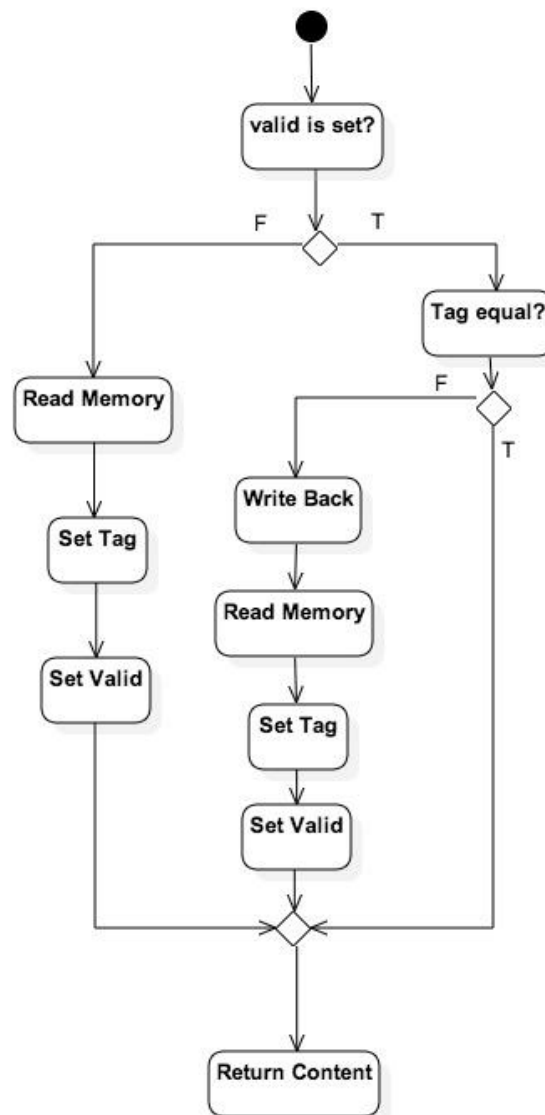 valid is set?
F
T
Tag equal?
Read Memory
F
T
Write Back
Set Tag
Read Memory
Set Valid
Set Tag
Set Valid
Return Content